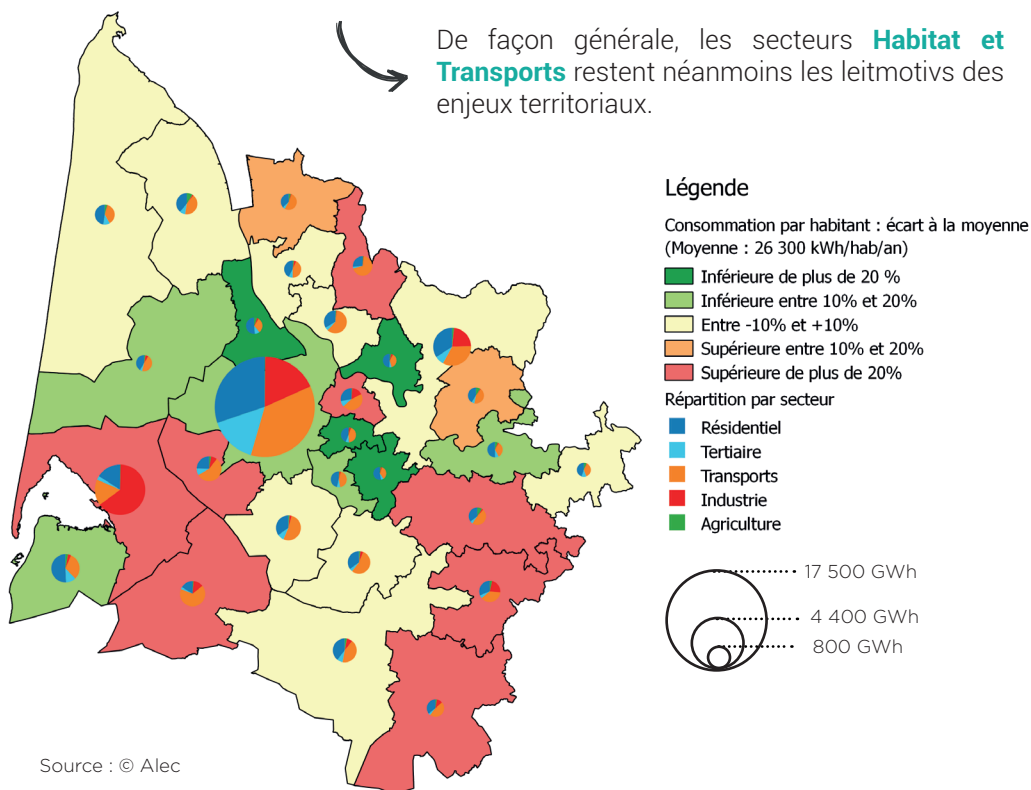 De façon générale, les secteurs Habitat et
Transports restent néanmoins les leitmotivs des
enjeux territoriaux.
Légende
Consommation par habitant : écart à la moyenne
(Moyenne : 26 300 kWh/hab/an)
Inférieure de plus de 20 %
Inférieure entre 10% et 20%
Entre -10% et +10%
Supérieure entre 10% et 20%
Supérieure de plus de 20%
Répartition par secteur
Résidentiel
Tertiaire
Transports
Industrie
Agriculture
17 500 GWh
4 400 GWh
800 GWh
Source : © Alec